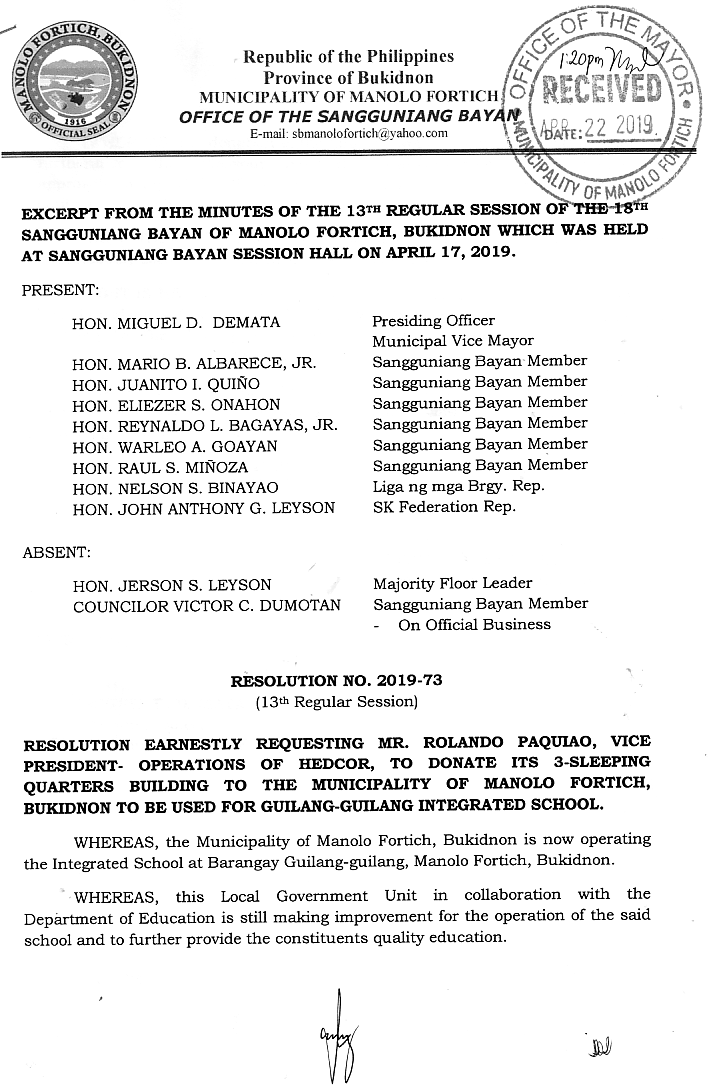 MANOLO FORTICH, BUKIDNON
1916
OFFICIAL SEAL
Republic of the Philippines
Province of Bukidnon
MUNICIPALITY OF MANOLO FORTICH
OFFICE OF THE SANGGUNIANG BAYAN
E-mail: sbmanolofortich@yahoo.com
OFFICE OF THE MAYOR
1:20pm
RECEIVED
DATE: APR 22 2019
MUNICIPALITY OF MANOLO FORTICH
EXCERPT FROM THE MINUTES OF THE 13TH REGULAR SESSION OF THE 18TH
SANGGUNIANG BAYAN OF MANOLO FORTICH, BUKIDNON WHICH WAS HELD
AT SANGGUNIANG BAYAN SESSION HALL ON APRIL 17, 2019.
PRESENT:
HON. MIGUEL D. DEMATA Presiding Officer
Municipal Vice Mayor
HON. MARIO B. ALBARECE, JR. Sangguniang Bayan Member
HON. JUANITO I. QUIÑO Sangguniang Bayan Member
HON. ELIEZER S. ONAHON Sangguniang Bayan Member
HON. REYNALDO L. BAGAYAS, JR. Sangguniang Bayan Member
HON. WARLEO A. GOAYAN Sangguniang Bayan Member
HON. RAUL S. MIÑOZA Sangguniang Bayan Member
HON. NELSON S. BINAYAO Liga ng mga Brgy. Rep.
HON. JOHN ANTHONY G. LEYSON SK Federation Rep.
ABSENT:
HON. JERSON S. LEYSON Majority Floor Leader
COUNCILOR VICTOR C. DUMOTAN Sangguniang Bayan Member
- On Official Business
RESOLUTION NO. 2019-73
(13th Regular Session)
RESOLUTION EARNESTLY REQUESTING MR. ROLANDO PAQUIAO, VICE
PRESIDENT- OPERATIONS OF HEDCOR, TO DONATE ITS 3-SLEEPING
QUARTERS BUILDING TO THE MUNICIPALITY OF MANOLO FORTICH,
BUKIDNON TO BE USED FOR GUILANG-GUILANG INTEGRATED SCHOOL.
WHEREAS, the Municipality of Manolo Fortich, Bukidnon is now operating
the Integrated School at Barangay Guilang-guilang, Manolo Fortich, Bukidnon.
WHEREAS, this Local Government Unit in collaboration with the
Department of Education is still making improvement for the operation of the said
school and to further provide the constituents quality education.